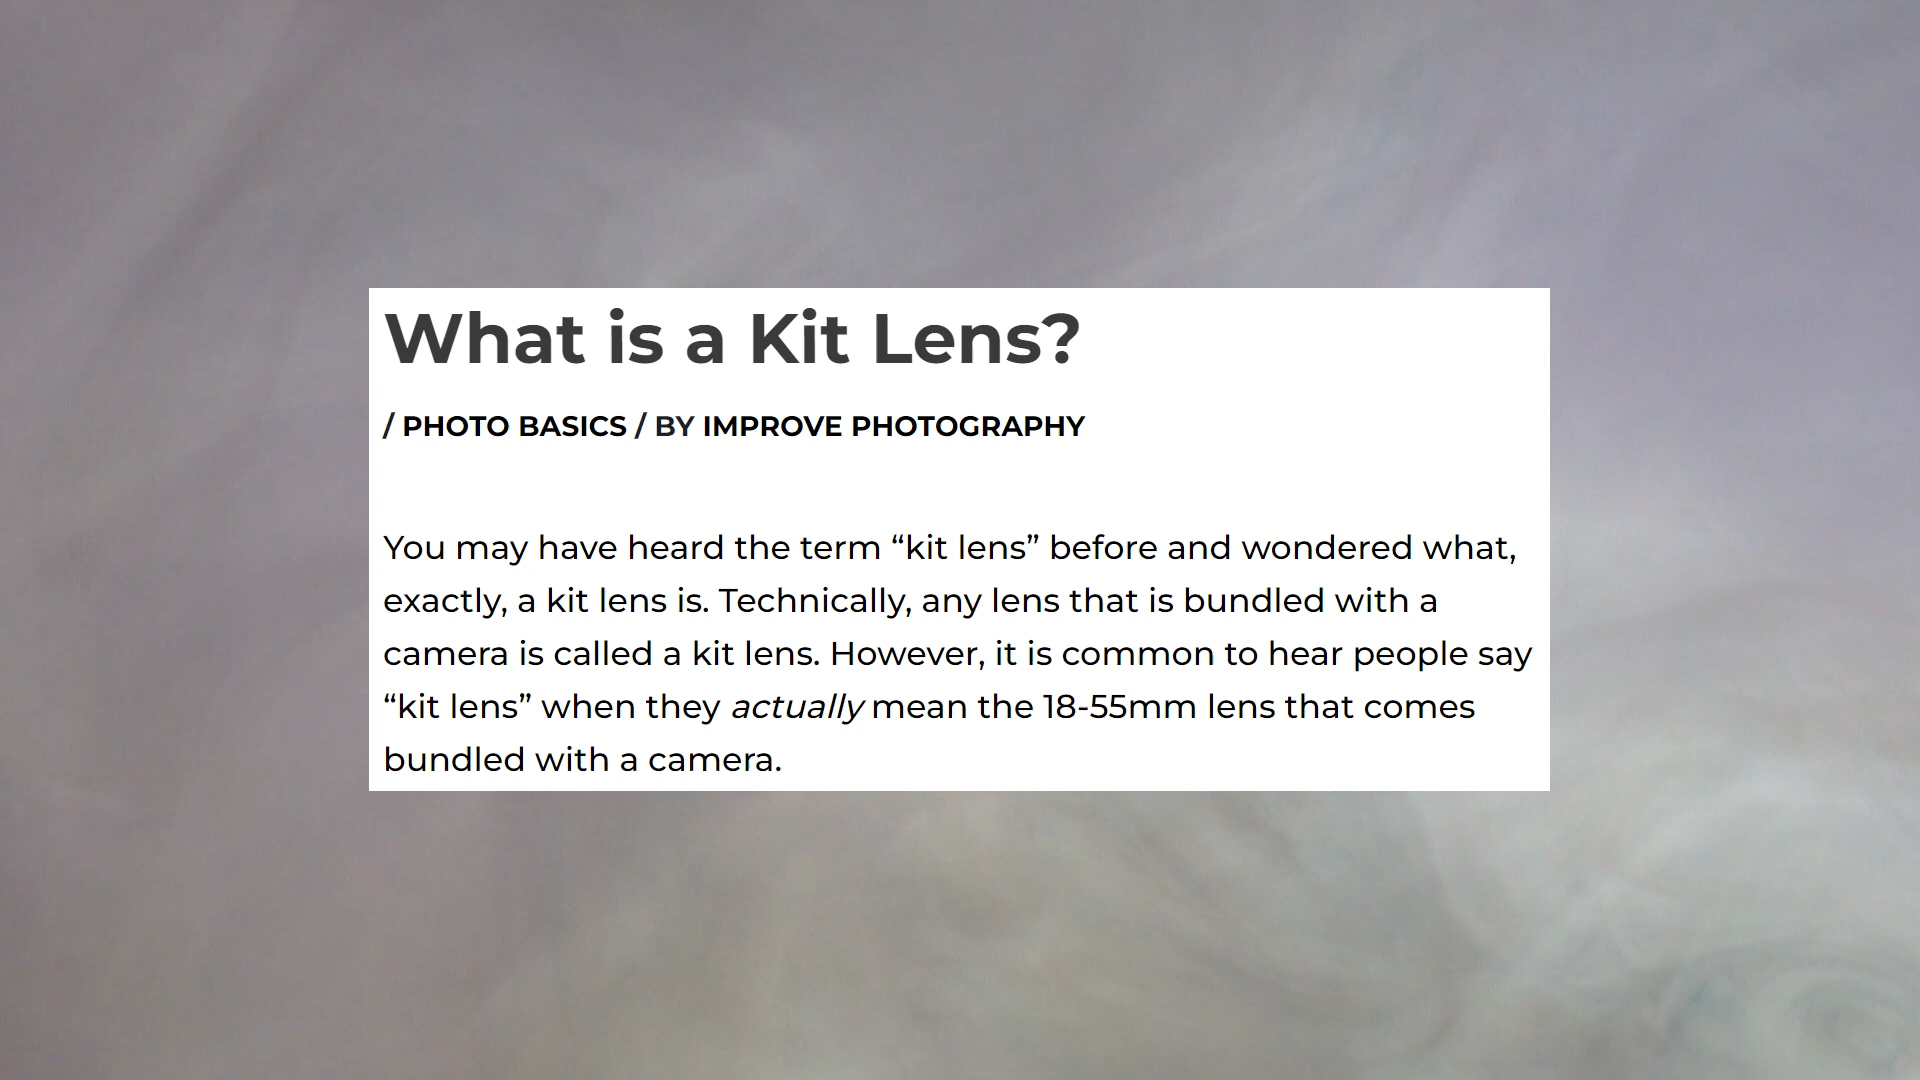 What is a Kit Lens?
/ PHOTO BASICS / BY IMPROVE PHOTOGRAPHY
You may have heard the term “kit lens” before and wondered what,
exactly, a kit lens is. Technically, any lens that is bundled with a
camera is called a kit lens. However, it is common to hear people say
“kit lens” when they actually mean the 18-55mm lens that comes
bundled with a camera.